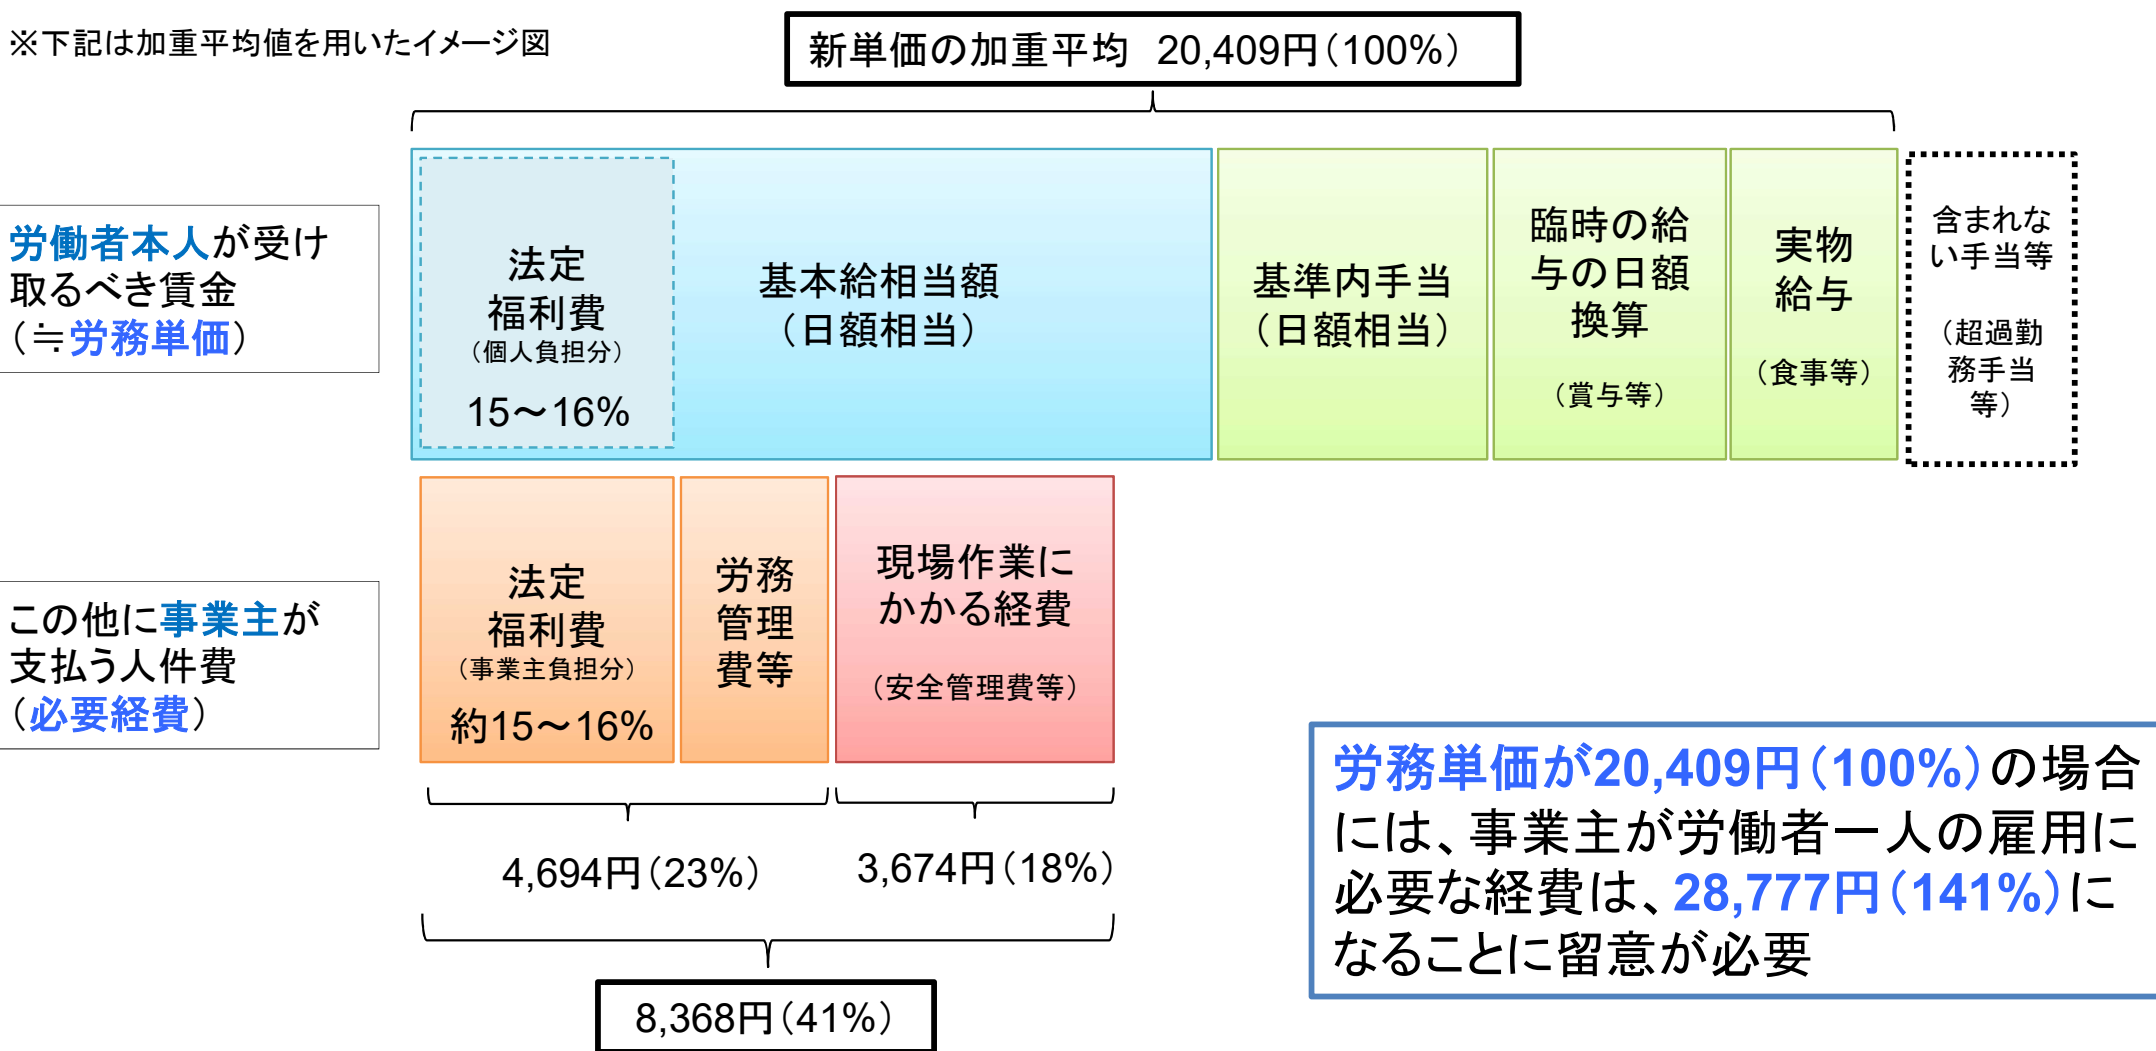 ※下記は加重平均値を用いたイメージ図
新単価の加重平均 20,409円（100%）
労働者本人が受け
取るべき賃金
（≒労務単価）
法定
福利費
（個人負担分）
15～16%
基本給相当額
（日額相当）
基準内手当
（日額相当）
臨時の給
与の日額
換算
（賞与等）
実物
給与
（食事等）
含まれな
い手当等
（超過勤
務手当
等）
この他に事業主が
支払う人件費
（必要経費）
法定
福利費
（事業主負担分）
約15～16%
労務
管理
費等
現場作業に
かかる経費
（安全管理費等）
4,694円（23%）
3,674円（18%）
8,368円（41%）
労務単価が20,409円（100%）の場合
には、事業主が労働者一人の雇用に
必要な経費は、28,777円（141%）に
なることに留意が必要